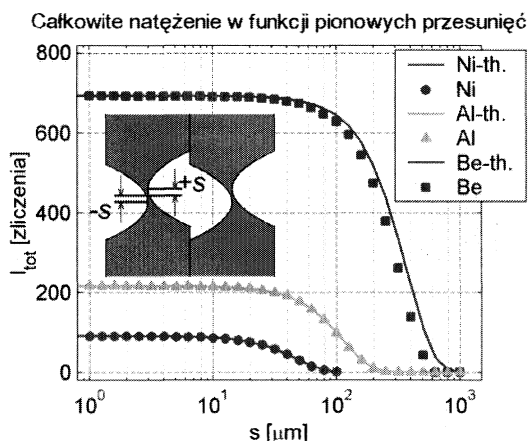 Całkowite natężenie w funkcji pionowych przesunięć
800
600
400
200
0
I_tot [zliczenia]
Ni-th.
Ni
Al-th.
Al
Be-th.
Be
+s
-s
10^0
10^1
10^2
10^3
s [μm]